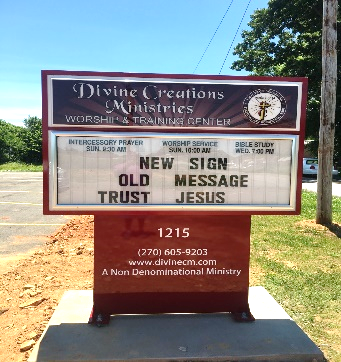 Divine Creations
Ministries
WORSHIP & TRAINING CENTER
INTERCESSORY PRAYER WORSHIP SERVICE BIBLE STUDY
SUN. 9:30 AM SUN. 10:00 AM WED. 7:00 PM
NEW SIGN
OLD MESSAGE
TRUST JESUS
1215
(270) 605-9203
www.divinecm.com
A Non Denominational Ministry